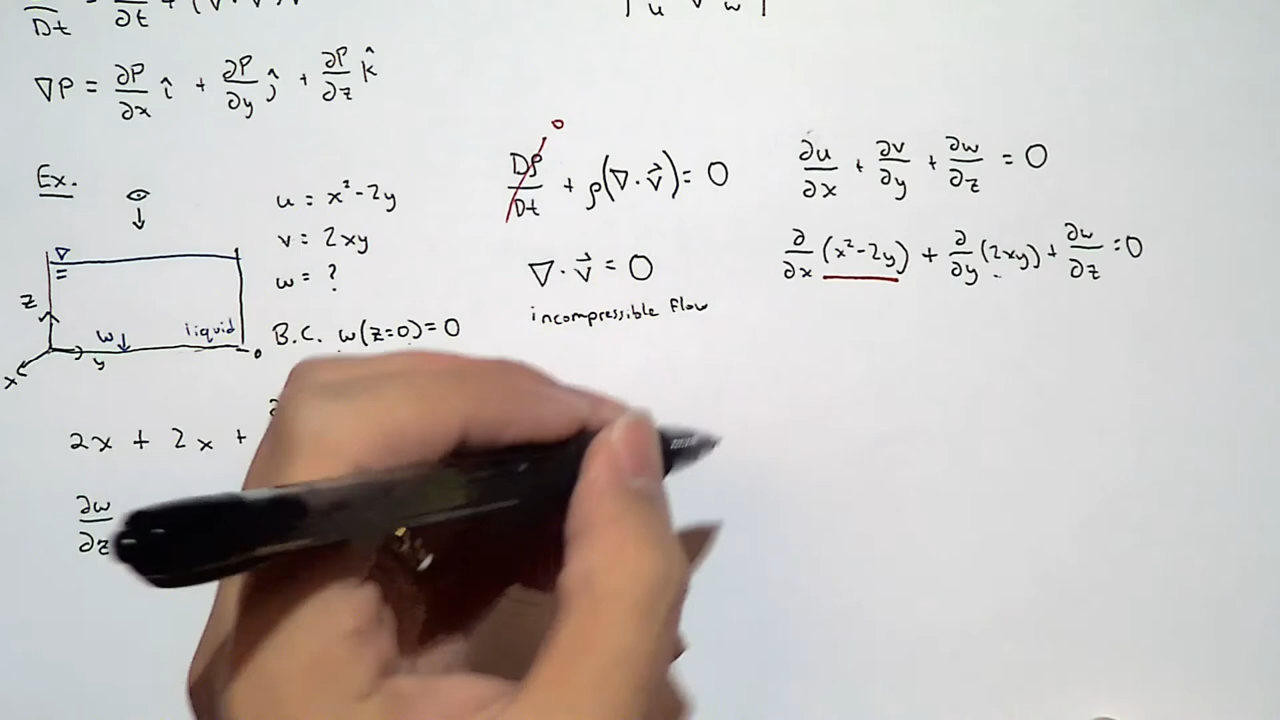 Dt ∂t
u v w
∇P = ∂P/∂x î + ∂P/∂y ĵ + ∂P/∂z k̂
Ex.
u = x²-2y
v = 2xy
w = ?
B.C. w(z=0) = 0
z
w
liquid
y
x
Dρ/Dt 0 + ρ(∇·v⃗) = 0
∇·v⃗ = 0
incompressible flow
∂u/∂x + ∂v/∂y + ∂w/∂z = 0
∂/∂x (x²-2y) + ∂/∂y (2xy) + ∂w/∂z = 0
2x + 2x +
∂w/∂z